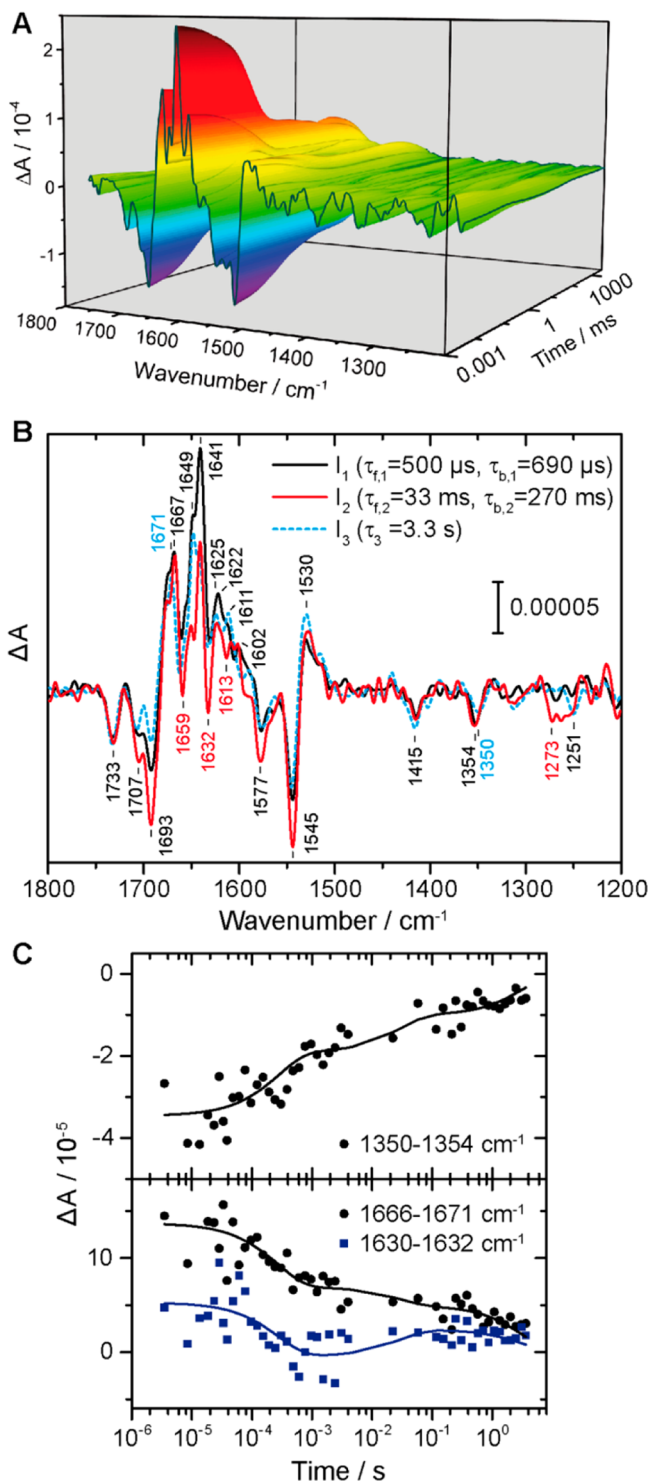 A
ΔA / 10⁻⁴
2
1
0
-1
1800
1700
1600
1500
1400
1300
Wavenumber / cm⁻¹
0.001
1
1000
Time / ms
B
ΔA
1671
1667
1649
1641
1625
1622
1611
1602
1530
I₁ (τf,1=500 µs, τb,1=690 µs)
I₂ (τf,2=33 ms, τb,2=270 ms)
I₃ (τ₃ =3.3 s)
0.00005
1733
1707
1693
1659
1632
1613
1577
1545
1415
1354
1350
1273
1251
1800 1700 1600 1500 1400 1300 1200
Wavenumber / cm⁻¹
C
ΔA / 10⁻⁵
0
-2
-4
1350-1354 cm⁻¹
10
0
1666-1671 cm⁻¹
1630-1632 cm⁻¹
10⁻⁶ 10⁻⁵ 10⁻⁴ 10⁻³ 10⁻² 10⁻¹ 10⁰
Time / s